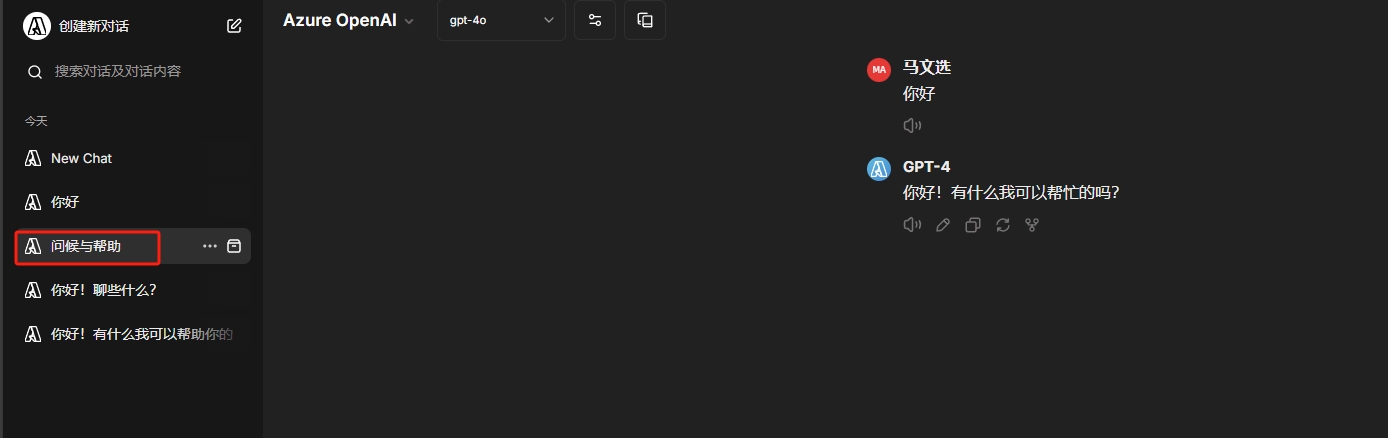 创建新对话
搜索对话及对话内容
今天
New Chat
你好
问候与帮助
你好！聊些什么？
你好！有什么我可以帮助你的
Azure OpenAI
gpt-4o
MA
马文选
你好
GPT-4
你好！有什么我可以帮忙的吗？